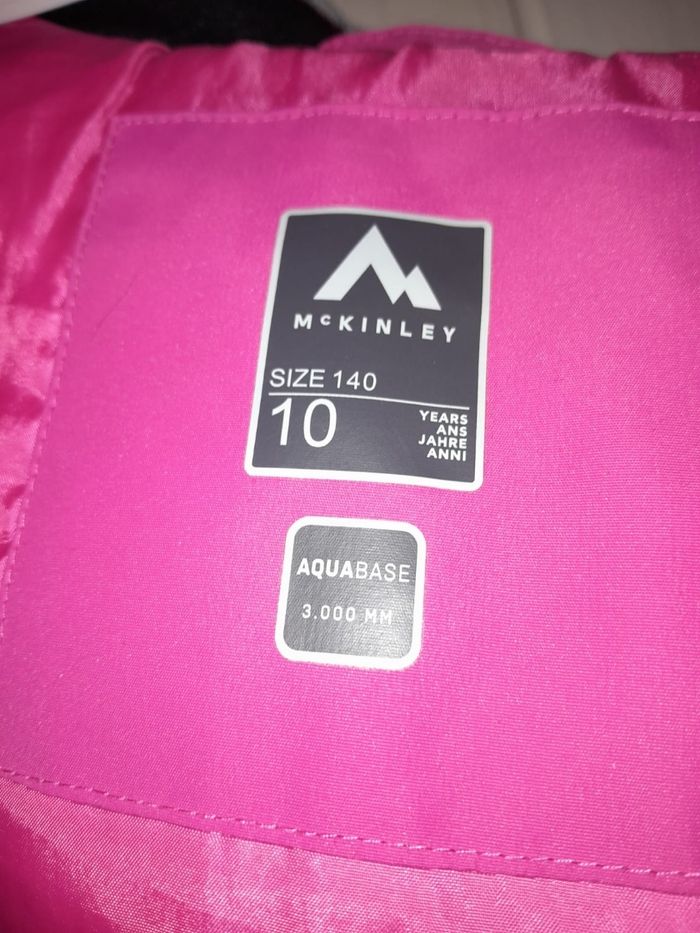 McKINLEY
SIZE 140
10
YEARS
ANS
JAHRE
ANNI
AQUABASE
3.000 MM